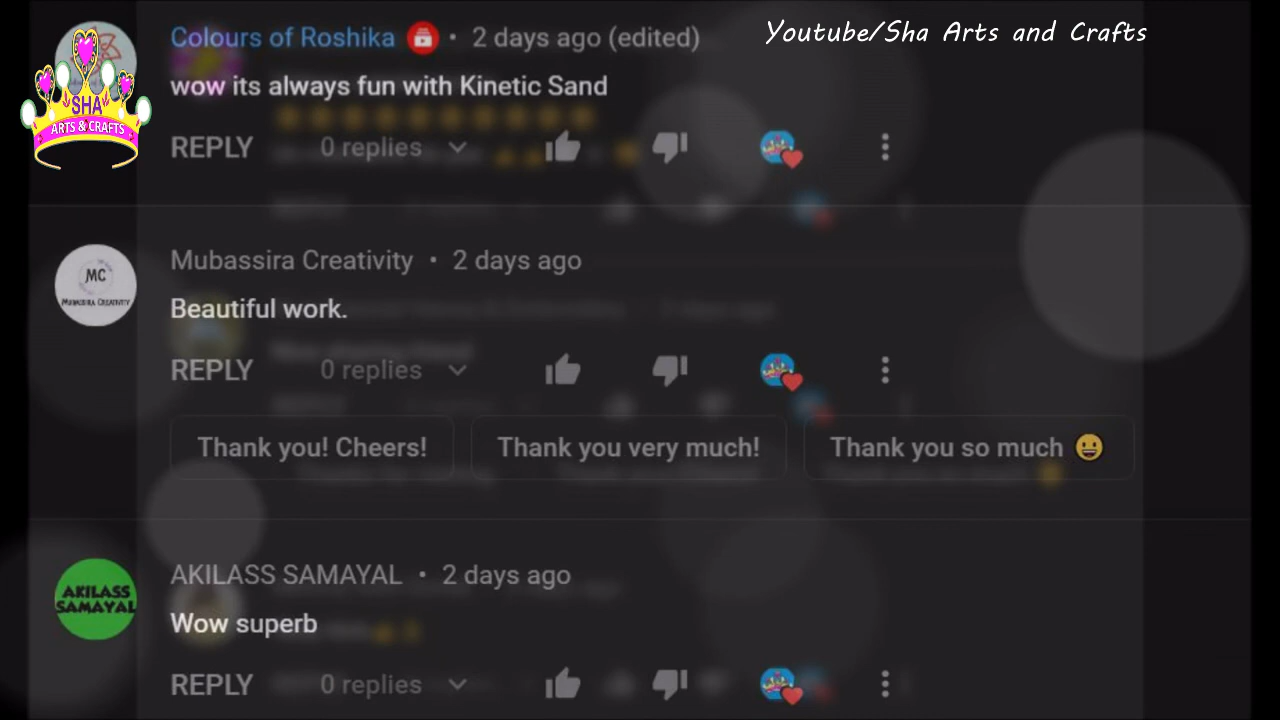 Youtube/Sha Arts and Crafts
SHA
ARTS & CRAFTS
Colours of Roshika • 2 days ago (edited)
wow its always fun with Kinetic Sand
REPLY 0 replies
MC
MUBASSIRA CREATIVITY
Mubassira Creativity • 2 days ago
Beautiful work.
REPLY 0 replies
Thank you! Cheers! Thank you very much! Thank you so much 😀
AKILASS
SAMAYAL
AKILASS SAMAYAL • 2 days ago
Wow superb
REPLY 0 replies